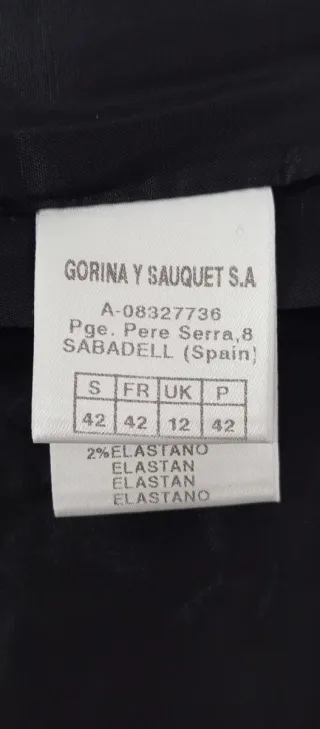 GORINA Y SAUQUET S.A
A-08327736
Pge. Pere Serra,8
SABADELL (Spain)
S FR UK P
42 42 12 42
2%ELASTANO
ELASTAN
ELASTAN
ELASTANO